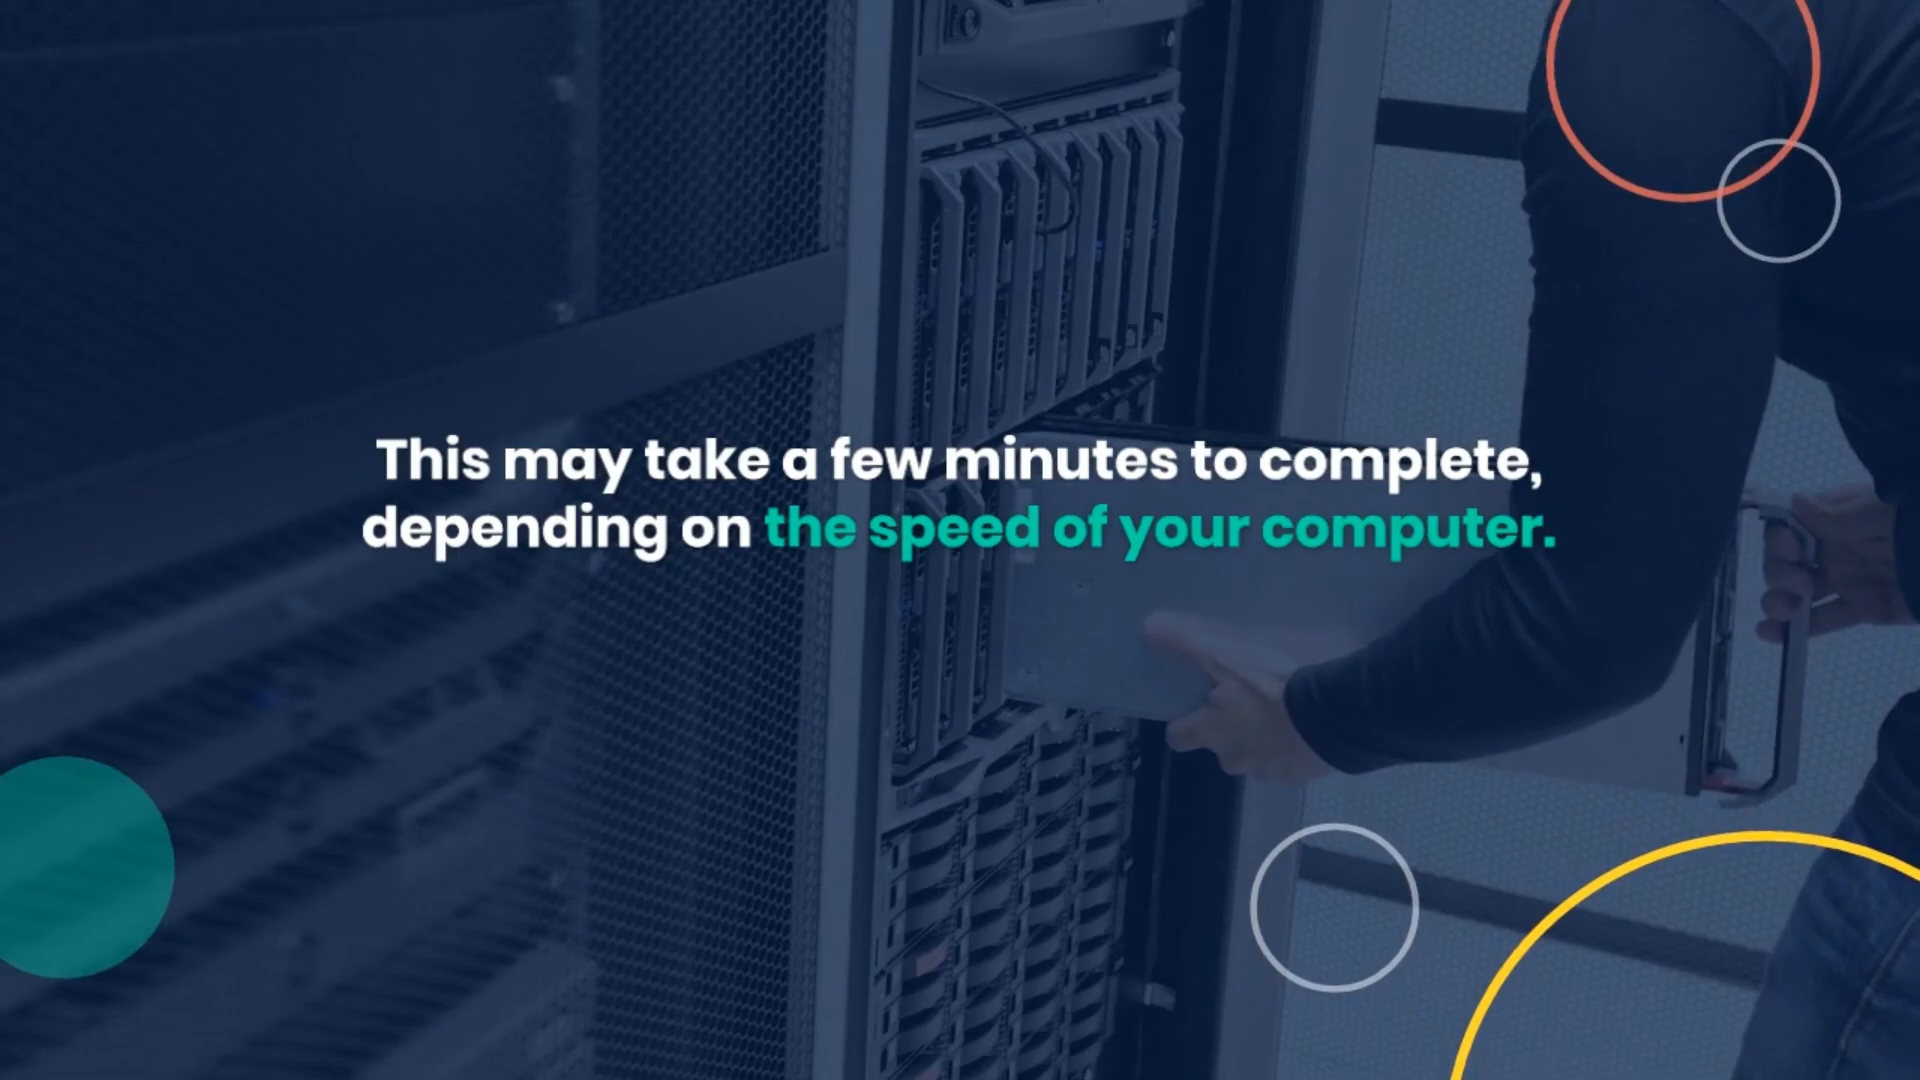 This may take a few minutes to complete,
depending on the speed of your computer.